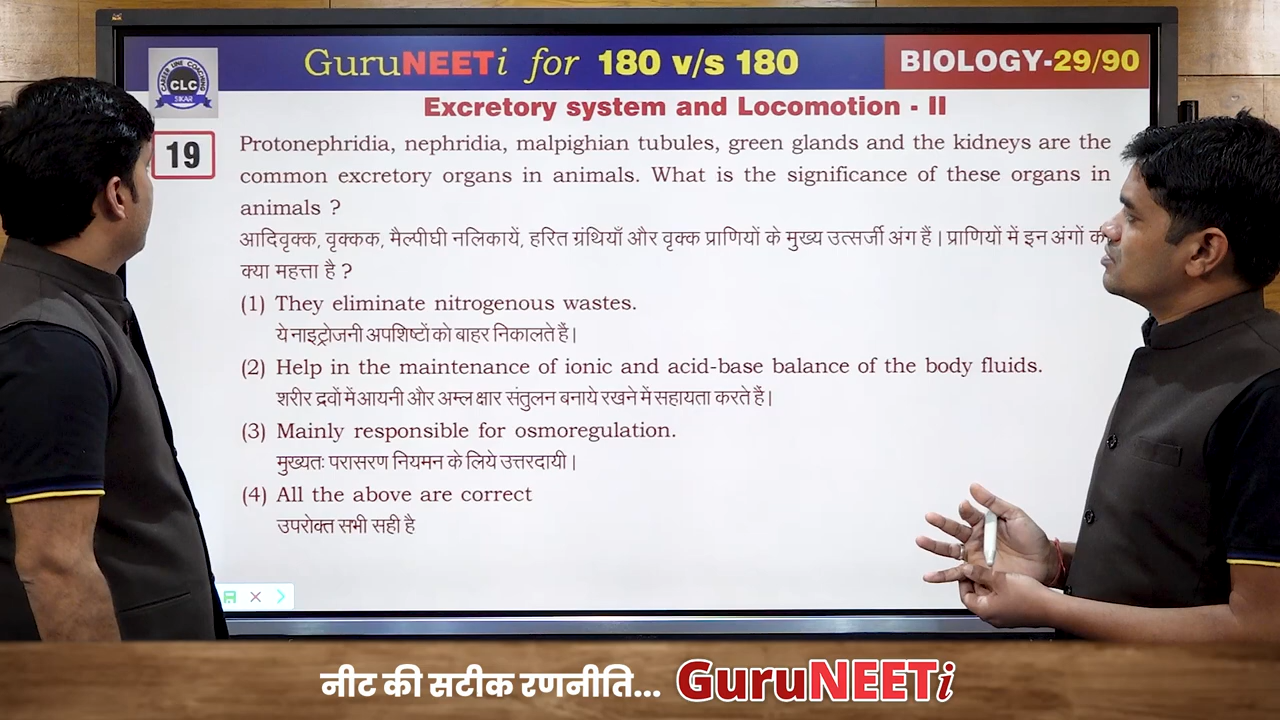 GuruNEETi for 180 v/s 180
BIOLOGY-29/90
CAREER LINE COACHING
CLC
SIKAR
Excretory system and Locomotion - II
19
Protonephridia, nephridia, malpighian tubules, green glands and the kidneys are the
common excretory organs in animals. What is the significance of these organs in
animals ?
आदिवृक्क, वृक्कक, मैल्पीघी नलिकायें, हरित ग्रंथियाँ और वृक्क प्राणियों के मुख्य उत्सर्जी अंग हैं। प्राणियों में इन अंगों की
क्या महत्ता है ?
(1) They eliminate nitrogenous wastes.
ये नाइट्रोजनी अपशिष्टों को बाहर निकालते हैं।
(2) Help in the maintenance of ionic and acid-base balance of the body fluids.
शरीर द्रवों में आयनी और अम्ल क्षार संतुलन बनाये रखने में सहायता करते हैं।
(3) Mainly responsible for osmoregulation.
मुख्यतः परासरण नियमन के लिये उत्तरदायी।
(4) All the above are correct
उपरोक्त सभी सही है
नीट की सटीक रणनीति... GuruNEETi